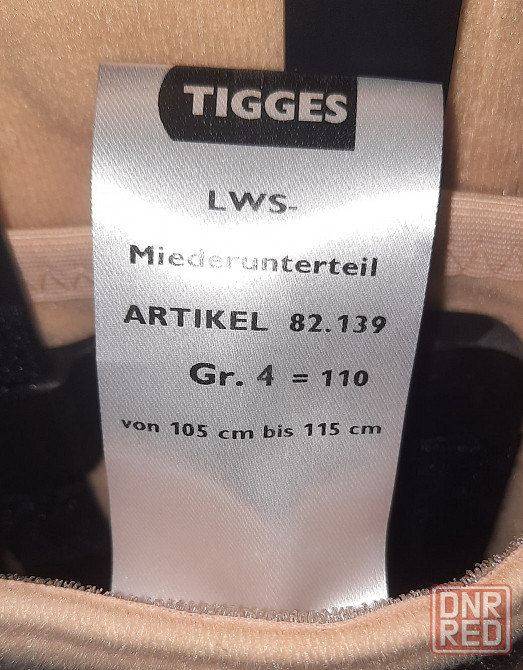 TIGGES
LWS-
Miederunterteil
ARTIKEL 82.139
Gr. 4 = 110
von 105 cm bis 115 cm
DNR
RED